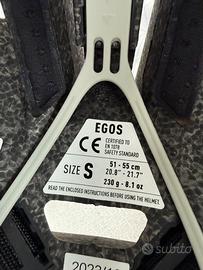 EGOS
CE
CERTIFIED TO
EN 1078
SAFETY STANDARD
SIZE S
51 - 55 cm
20.8" - 21.7"
230 g - 8.1 oz
READ THE ENCLOSED INSTRUCTIONS BEFORE USING THE HELMET.
subito